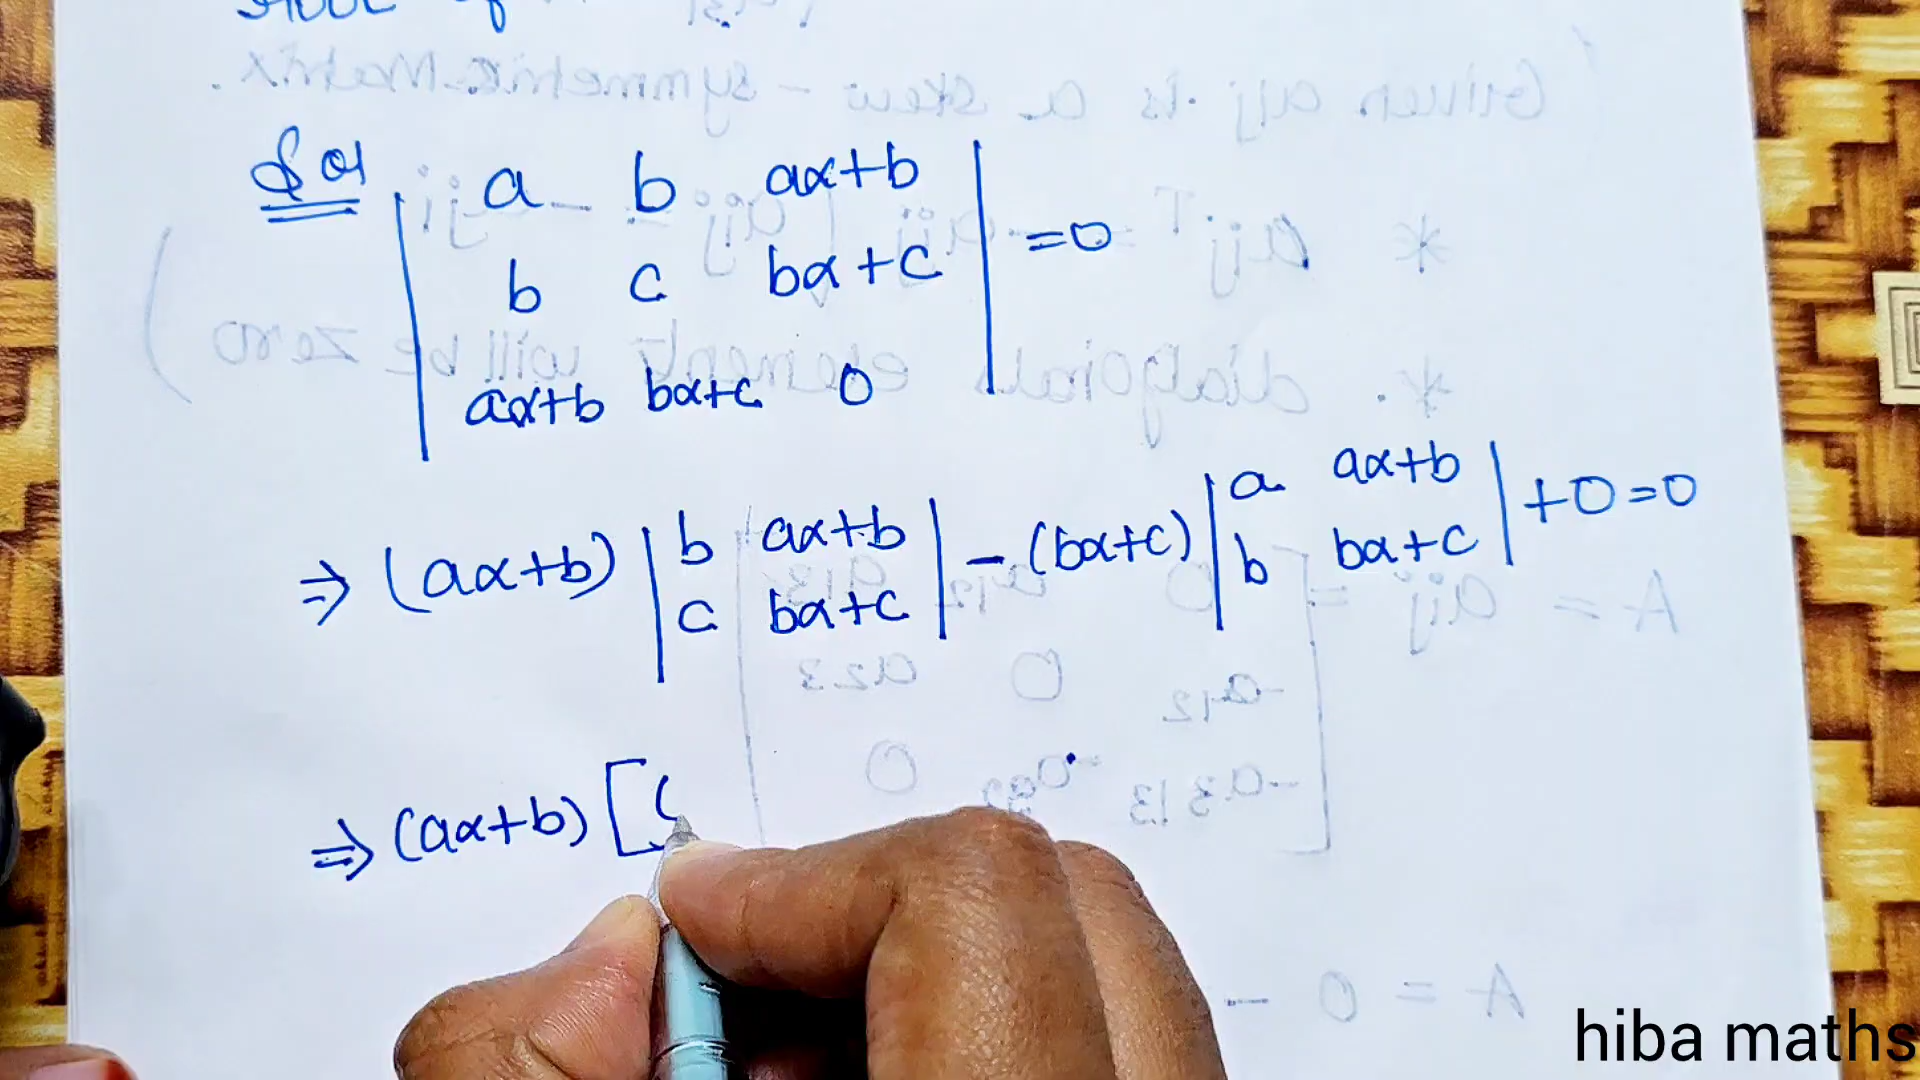 Sol
| a b aα+b |
| b c bα+c | =0
| aα+b bα+c 0 |
⇒ (aα+b) | b aα+b | - (bα+c) | a aα+b | +0=0
| c bα+c | | b bα+c |
⇒ (aα+b) [(
hiba maths